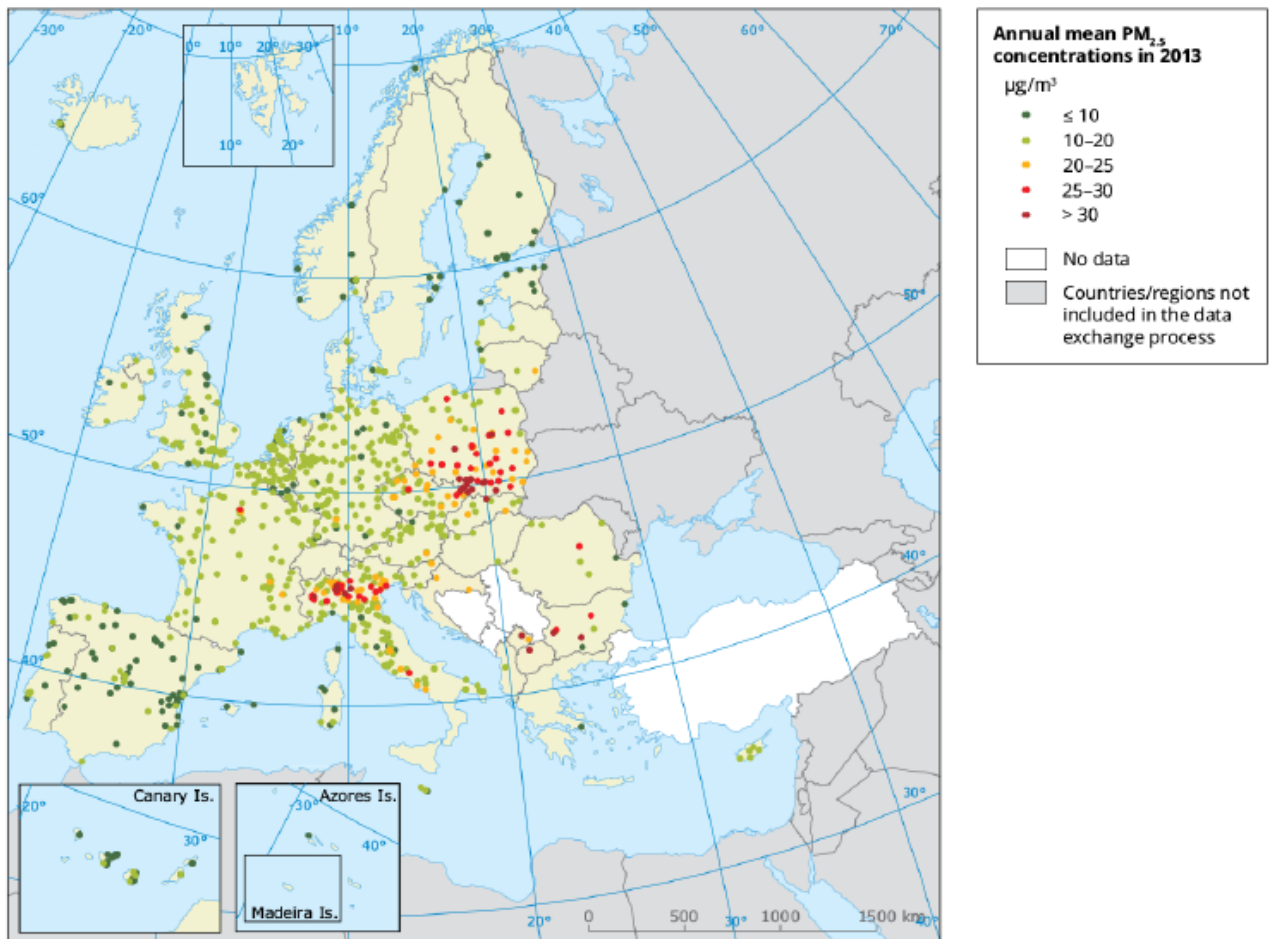 -30° -20° 10° 20° 30° 40° 50° 60° 70°
0° 10° 20° 30°
10° 20°
60°
50°
50°
40°
40°
30°
Canary Is.
20°
30°
Azores Is.
-30°
40°
Madeira Is.
0 500 1000 1500 km
20° 30° 40°
Annual mean PM2.5
concentrations in 2013
µg/m³
≤ 10
10–20
20–25
25–30
> 30
No data
Countries/regions not
included in the data
exchange process